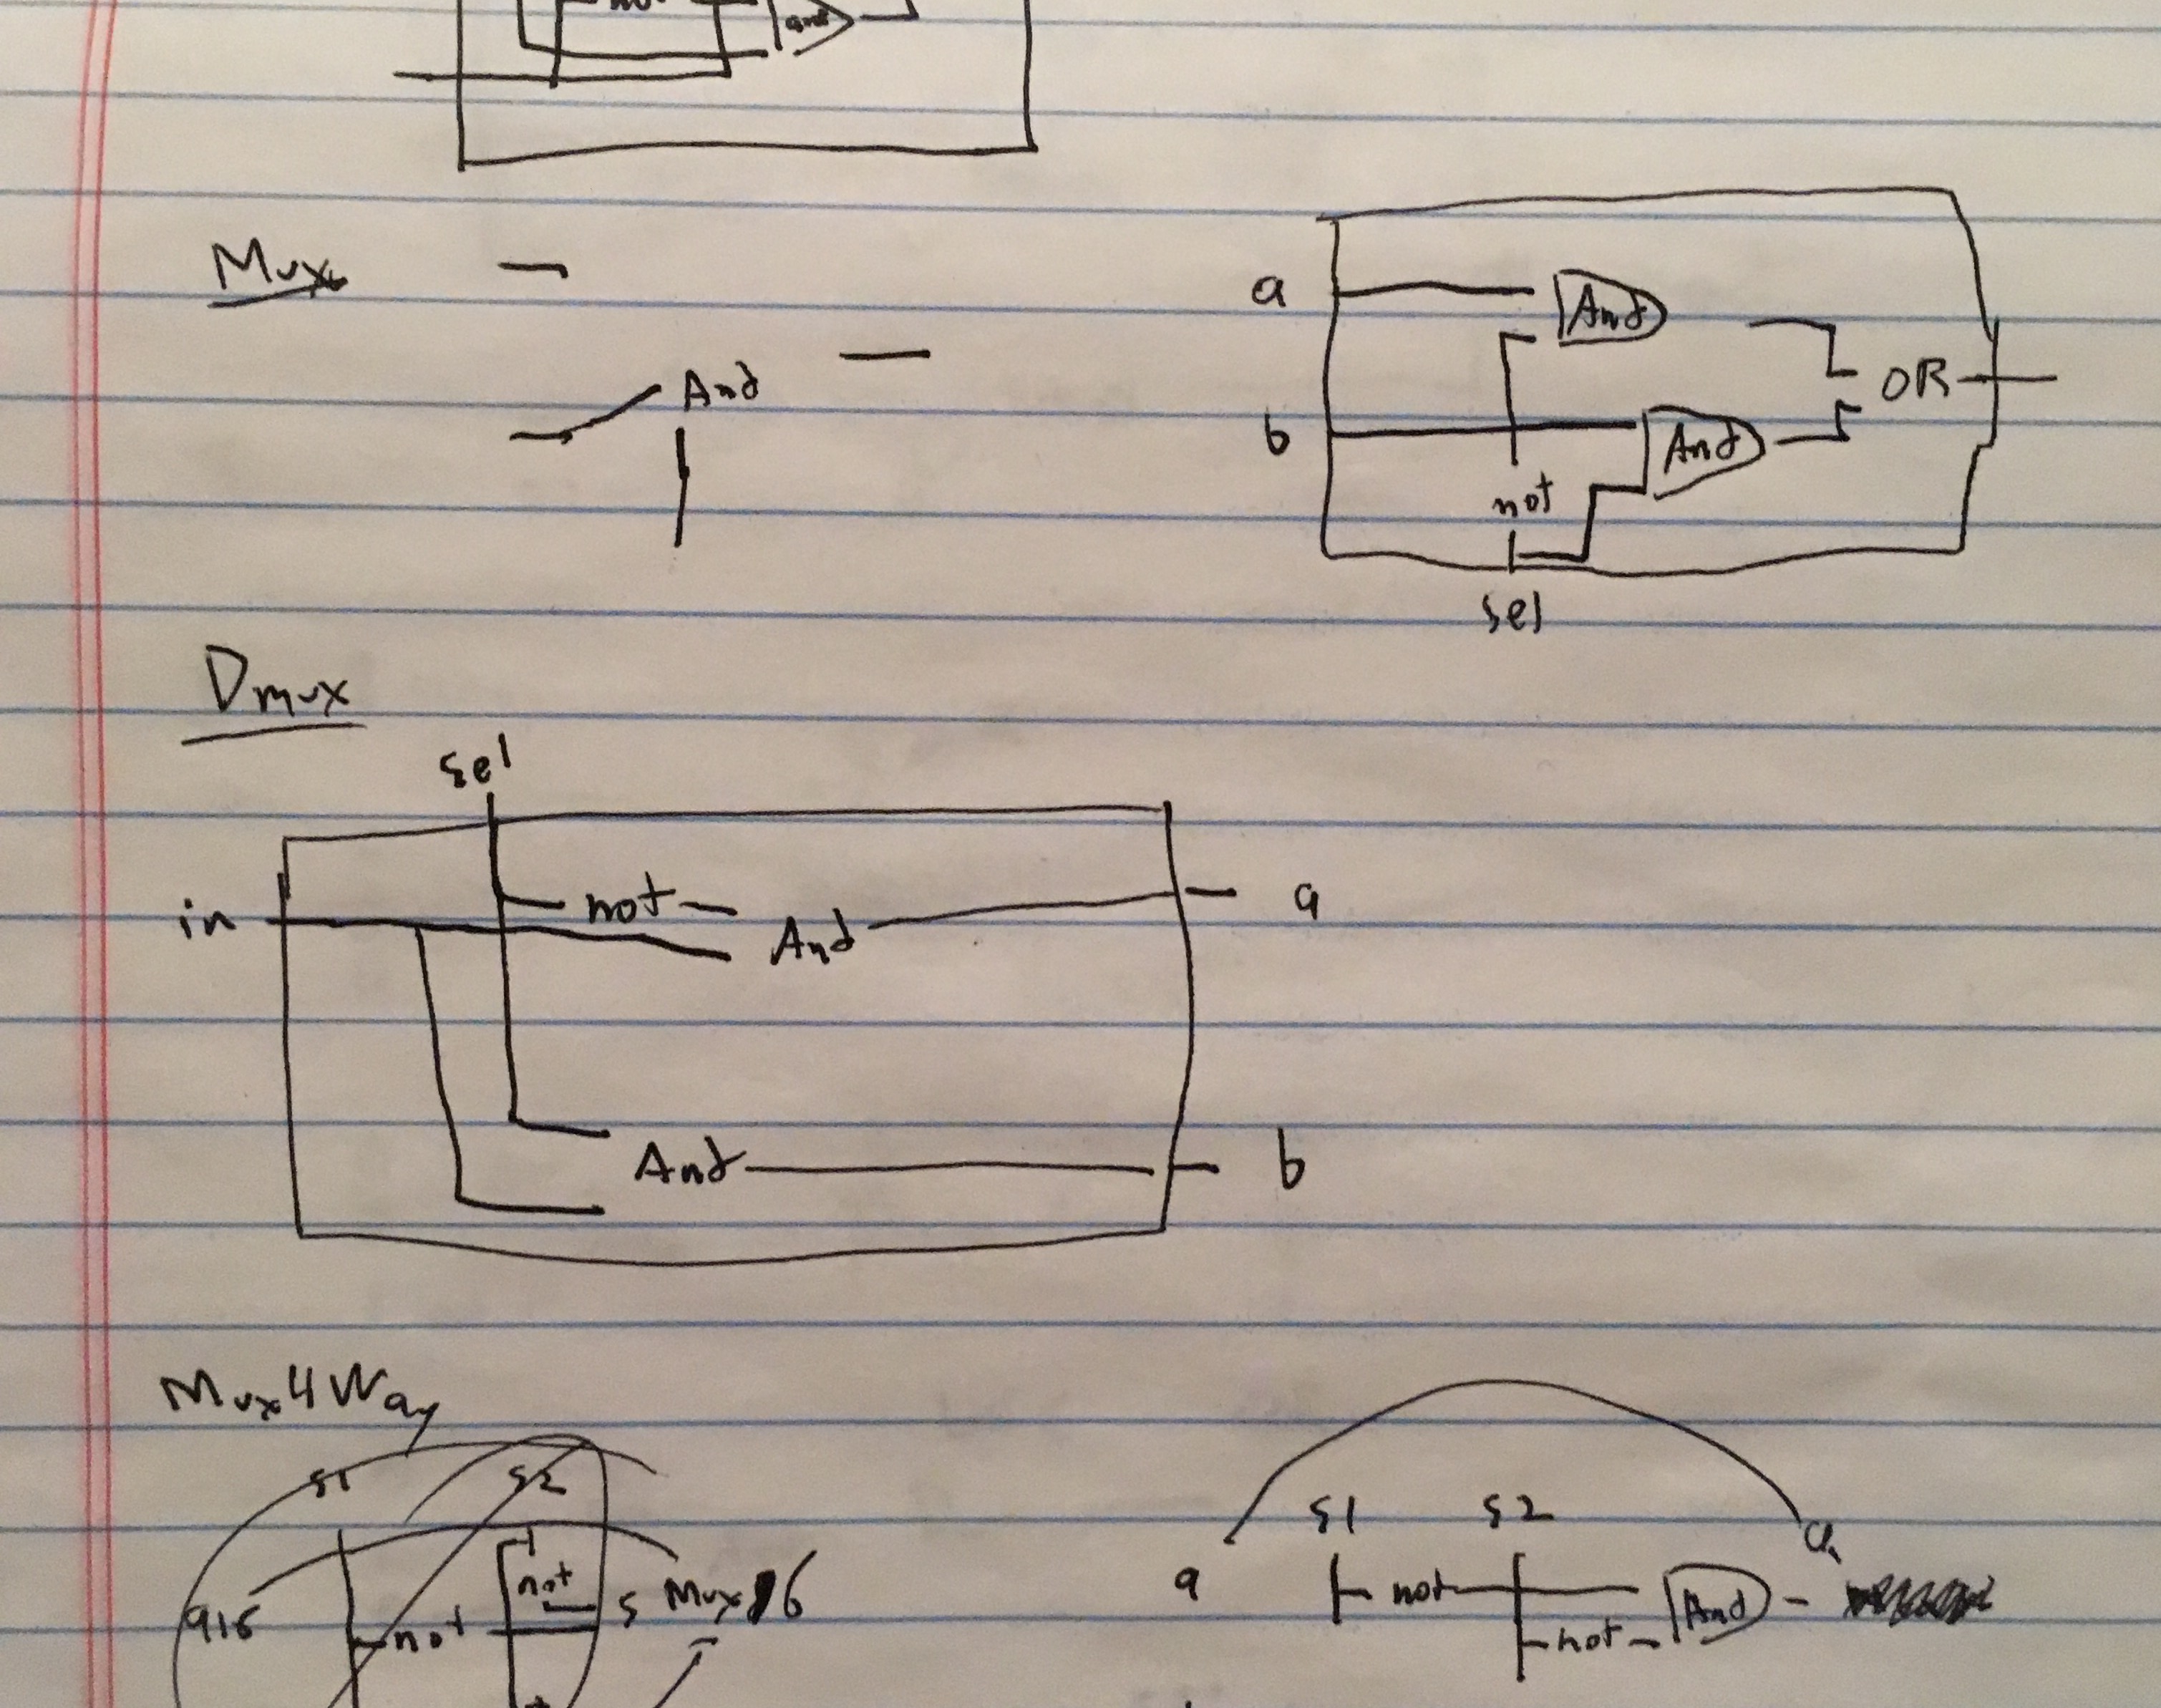 not
and
Mux
a
And
And
OR
b
And
not
sel
Dmux
sel
in
not
And
a
And
b
Mux4Way
s1 s2
s1 s2
a
not
a16
not
s Mux16
a
not
And
not